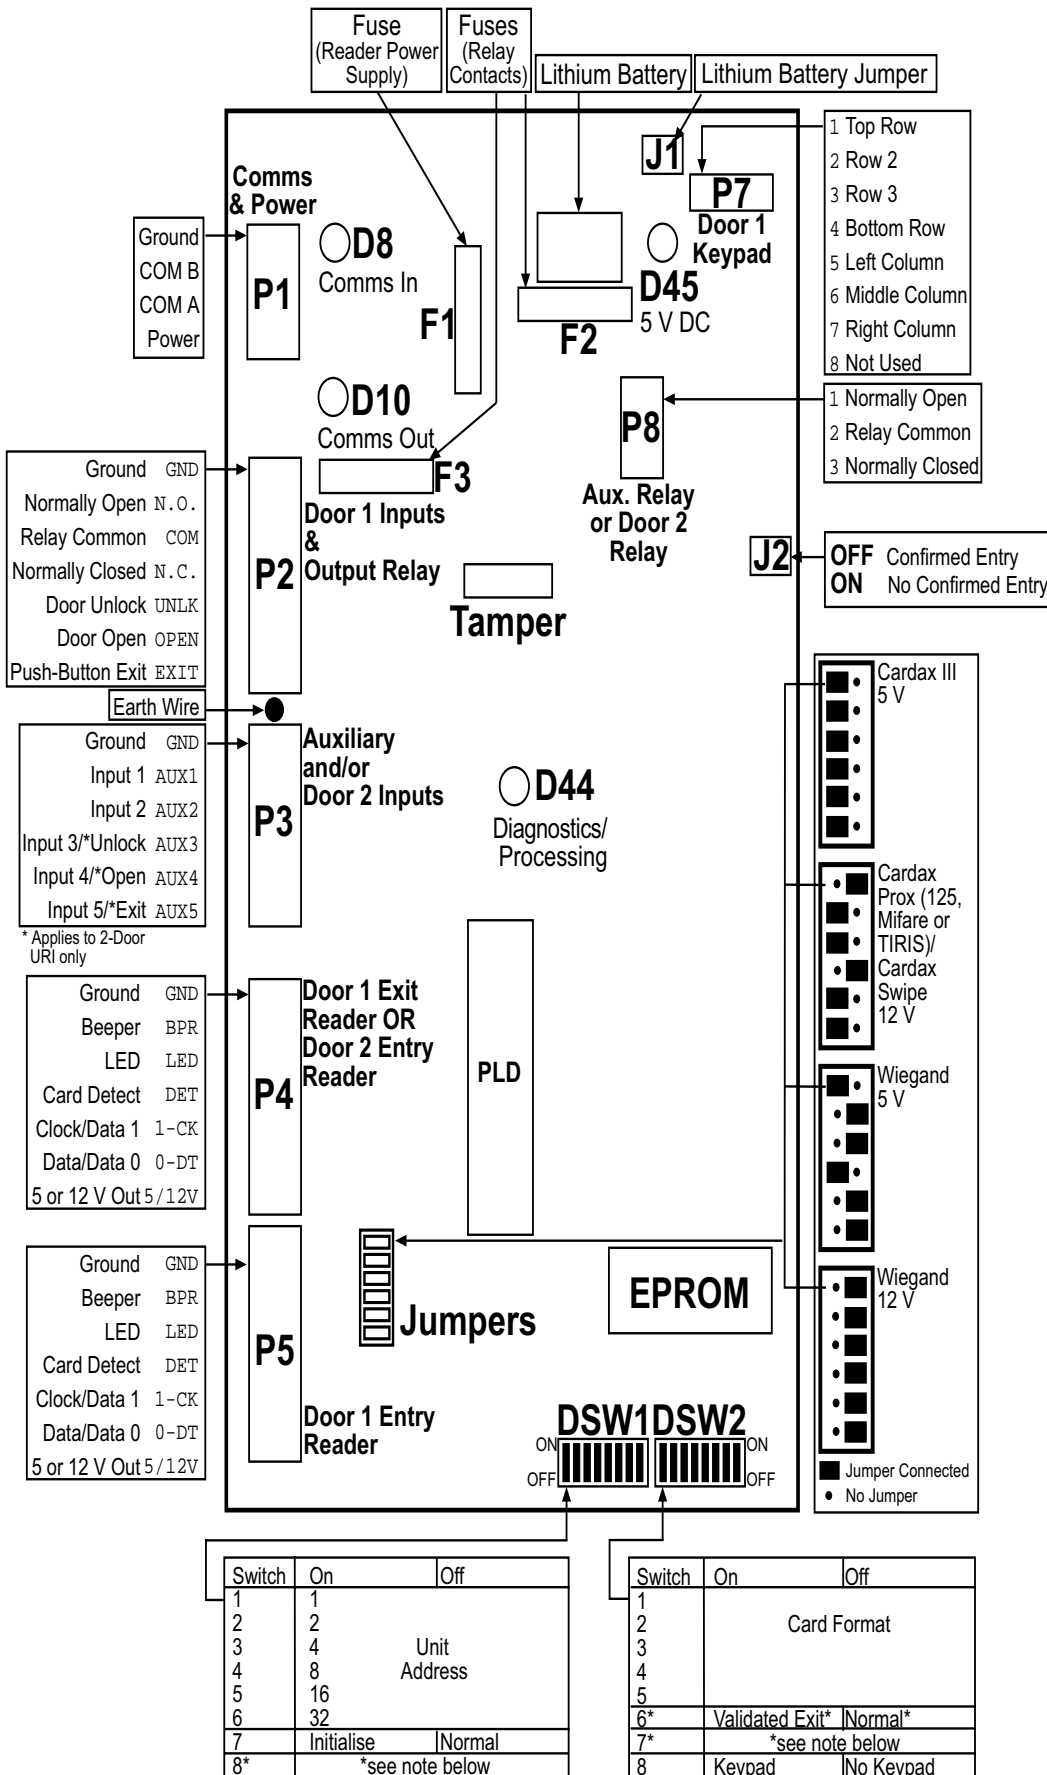 Fuse
(Reader Power
Supply)
Fuses
(Relay
Contacts)
Lithium Battery
Lithium Battery Jumper
1 Top Row
2 Row 2
3 Row 3
4 Bottom Row
5 Left Column
6 Middle Column
7 Right Column
8 Not Used
J1
P7
Door 1
Keypad
Comms
& Power
Ground
COM B
COM A
Power
P1
D8
Comms In
F1
F2
D45
5 V DC
D10
Comms Out
F3
P8
Aux. Relay
or Door 2
Relay
1 Normally Open
2 Relay Common
3 Normally Closed
J2
OFF Confirmed Entry
ON No Confirmed Entry
Ground GND
Normally Open N.O.
Relay Common COM
Normally Closed N.C.
Door Unlock UNLK
Door Open OPEN
Push-Button Exit EXIT
P2
Door 1 Inputs
&
Output Relay
Tamper
Earth Wire
Ground GND
Input 1 AUX1
Input 2 AUX2
Input 3/*Unlock AUX3
Input 4/*Open AUX4
Input 5/*Exit AUX5
* Applies to 2-Door
URI only
P3
Auxiliary
and/or
Door 2 Inputs
D44
Diagnostics/
Processing
Cardax III
5 V
Cardax
Prox (125,
Mifare or
TIRIS)/
Cardax
Swipe
12 V
Wiegand
5 V
Wiegand
12 V
Jumper Connected
No Jumper
Ground GND
Beeper BPR
LED LED
Card Detect DET
Clock/Data 1 1-CK
Data/Data 0 0-DT
5 or 12 V Out 5/12V
P4
Door 1 Exit
Reader OR
Door 2 Entry
Reader
PLD
Ground GND
Beeper BPR
LED LED
Card Detect DET
Clock/Data 1 1-CK
Data/Data 0 0-DT
5 or 12 V Out 5/12V
P5
Door 1 Entry
Reader
Jumpers
EPROM
DSW1
DSW2
ON
OFF
ON
OFF
Switch On Off
1 1
2 2
3 4 Unit
4 8 Address
5 16
6 32
7 Initialise Normal
8* *see note below
Switch On Off
1
2 Card Format
3
4
5
6* Validated Exit* Normal*
7* *see note below
8 Keypad No Keypad